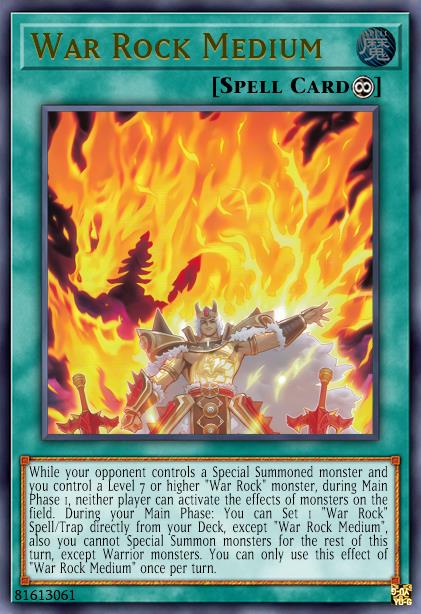 War Rock Medium
魔
[Spell Card]
While your opponent controls a Special Summoned monster and
you control a Level 7 or higher "War Rock" monster, during Main
Phase 1, neither player can activate the effects of monsters on the
field. During your Main Phase: You can Set 1 "War Rock"
Spell/Trap directly from your Deck, except "War Rock Medium",
also you cannot Special Summon monsters for the rest of this
turn, except Warrior monsters. You can only use this effect of
"War Rock Medium" once per turn.
81613061